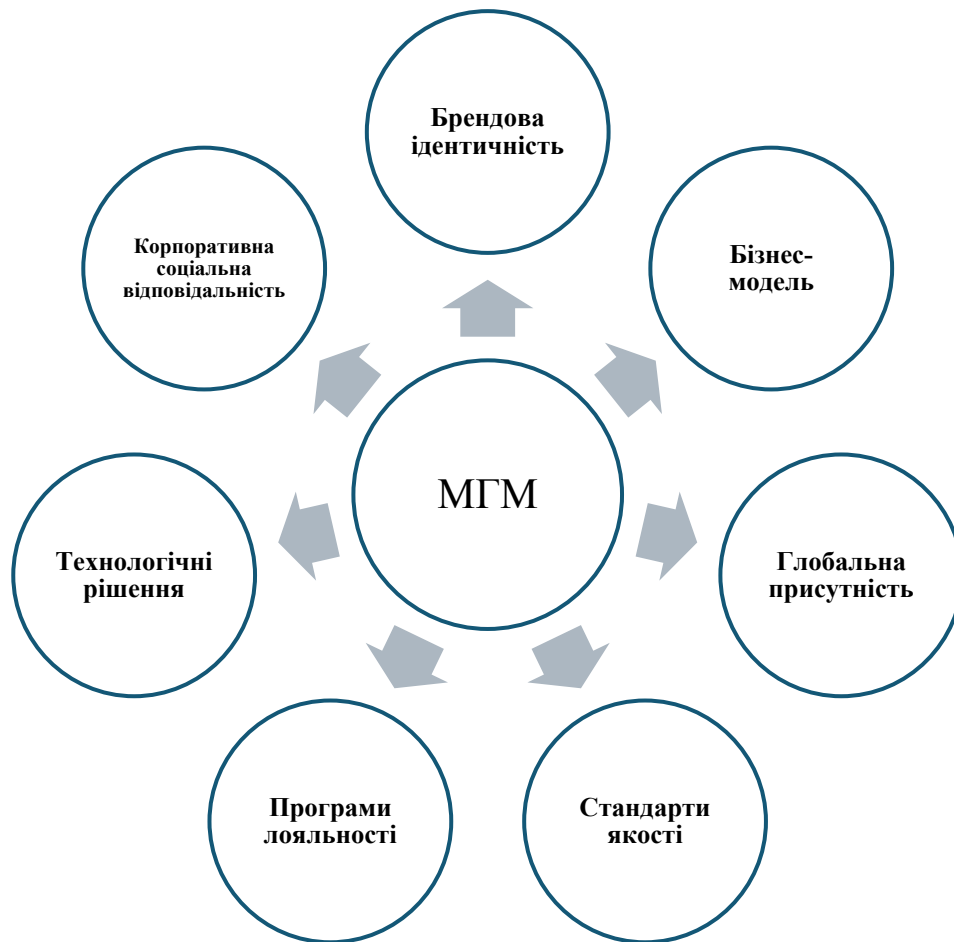 Брендова
ідентичність
Бізнес-
модель
Глобальна
присутність
Стандарти
якості
Програми
лояльності
Технологічні
рішення
Корпоративна
соціальна
відповідальність
МГМ